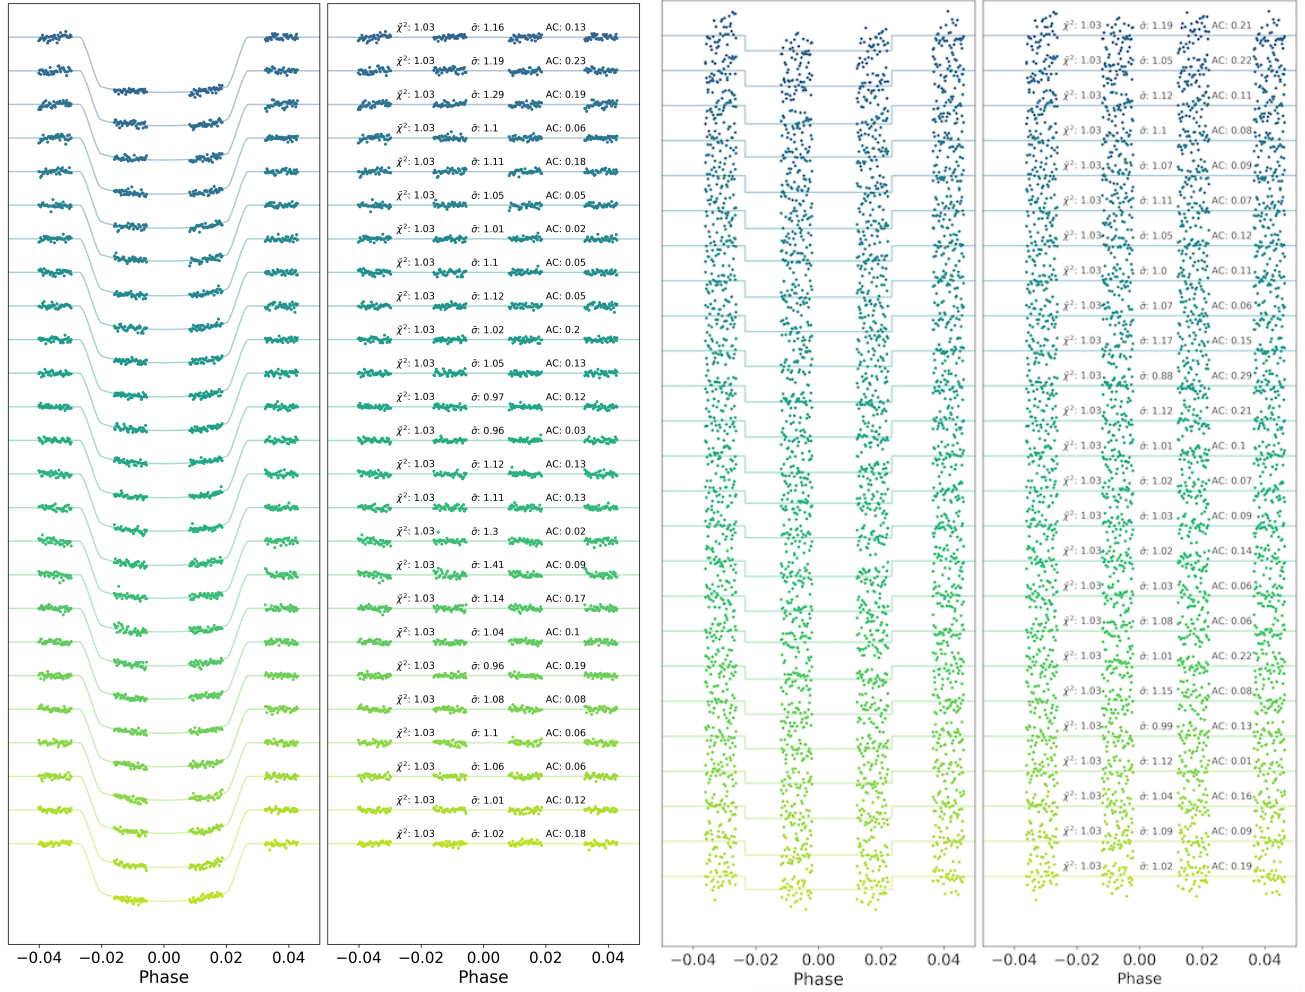 χ̄²: 1.03 σ̄: 1.16 AC: 0.13
χ̄²: 1.03 σ̄: 1.19 AC: 0.23
χ̄²: 1.03 σ̄: 1.29 AC: 0.19
χ̄²: 1.03 σ̄: 1.1 AC: 0.06
χ̄²: 1.03 σ̄: 1.11 AC: 0.18
χ̄²: 1.03 σ̄: 1.05 AC: 0.05
χ̄²: 1.03 σ̄: 1.01 AC: 0.02
χ̄²: 1.03 σ̄: 1.1 AC: 0.05
χ̄²: 1.03 σ̄: 1.12 AC: 0.05
χ̄²: 1.03 σ̄: 1.02 AC: 0.2
χ̄²: 1.03 σ̄: 1.05 AC: 0.13
χ̄²: 1.03 σ̄: 0.97 AC: 0.12
χ̄²: 1.03 σ̄: 0.96 AC: 0.03
χ̄²: 1.03 σ̄: 1.12 AC: 0.13
χ̄²: 1.03 σ̄: 1.11 AC: 0.13
χ̄²: 1.03 σ̄: 1.3 AC: 0.02
χ̄²: 1.03 σ̄: 1.41 AC: 0.09
χ̄²: 1.03 σ̄: 1.14 AC: 0.17
χ̄²: 1.03 σ̄: 1.04 AC: 0.1
χ̄²: 1.03 σ̄: 0.96 AC: 0.19
χ̄²: 1.03 σ̄: 1.08 AC: 0.08
χ̄²: 1.03 σ̄: 1.1 AC: 0.06
χ̄²: 1.03 σ̄: 1.06 AC: 0.06
χ̄²: 1.03 σ̄: 1.01 AC: 0.12
χ̄²: 1.03 σ̄: 1.02 AC: 0.18
−0.04 −0.02 0.00 0.02 0.04
Phase
−0.04 −0.02 0.00 0.02 0.04
Phase
χ̄²: 1.03 σ̄: 1.19 AC: 0.21
χ̄²: 1.03 σ̄: 1.05 AC: 0.22
χ̄²: 1.03 σ̄: 1.12 AC: 0.11
χ̄²: 1.03 σ̄: 1.1 AC: 0.08
χ̄²: 1.03 σ̄: 1.07 AC: 0.09
χ̄²: 1.03 σ̄: 1.11 AC: 0.07
χ̄²: 1.03 σ̄: 1.05 AC: 0.12
χ̄²: 1.03 σ̄: 1.0 AC: 0.11
χ̄²: 1.03 σ̄: 1.07 AC: 0.06
χ̄²: 1.03 σ̄: 1.17 AC: 0.15
χ̄²: 1.03 σ̄: 0.88 AC: 0.29
χ̄²: 1.03 σ̄: 1.12 AC: 0.21
χ̄²: 1.03 σ̄: 1.01 AC: 0.1
χ̄²: 1.03 σ̄: 1.02 AC: 0.07
χ̄²: 1.03 σ̄: 1.03 AC: 0.09
χ̄²: 1.03 σ̄: 1.02 AC: 0.14
χ̄²: 1.03 σ̄: 1.03 AC: 0.06
χ̄²: 1.03 σ̄: 1.08 AC: 0.06
χ̄²: 1.03 σ̄: 1.01 AC: 0.22
χ̄²: 1.03 σ̄: 1.15 AC: 0.08
χ̄²: 1.03 σ̄: 0.99 AC: 0.13
χ̄²: 1.03 σ̄: 1.12 AC: 0.01
χ̄²: 1.03 σ̄: 1.04 AC: 0.16
χ̄²: 1.03 σ̄: 1.09 AC: 0.09
χ̄²: 1.03 σ̄: 1.02 AC: 0.19
−0.04 −0.02 0.00 0.02 0.04
Phase
−0.04 −0.02 0.00 0.02 0.04
Phase